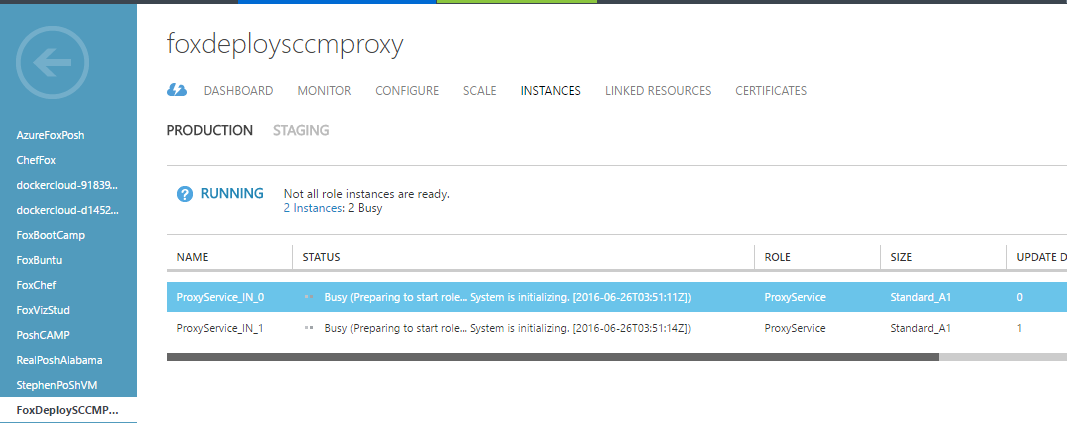 foxdeploysccmproxy
DASHBOARD MONITOR CONFIGURE SCALE INSTANCES LINKED RESOURCES CERTIFICATES
PRODUCTION STAGING
AzureFoxPosh
ChefFox
dockercloud-91839...
dockercloud-d1452...
FoxBootCamp
FoxBuntu
FoxChef
FoxVizStud
PoshCAMP
RealPoshAlabama
StephenPoShVM
FoxDeploySCCMP...
? RUNNING Not all role instances are ready.
2 Instances: 2 Busy
NAME STATUS ROLE SIZE UPDATE D
ProxyService_IN_0 Busy (Preparing to start role... System is initializing. [2016-06-26T03:51:11Z]) ProxyService Standard_A1 0
ProxyService_IN_1 Busy (Preparing to start role... System is initializing. [2016-06-26T03:51:14Z]) ProxyService Standard_A1 1